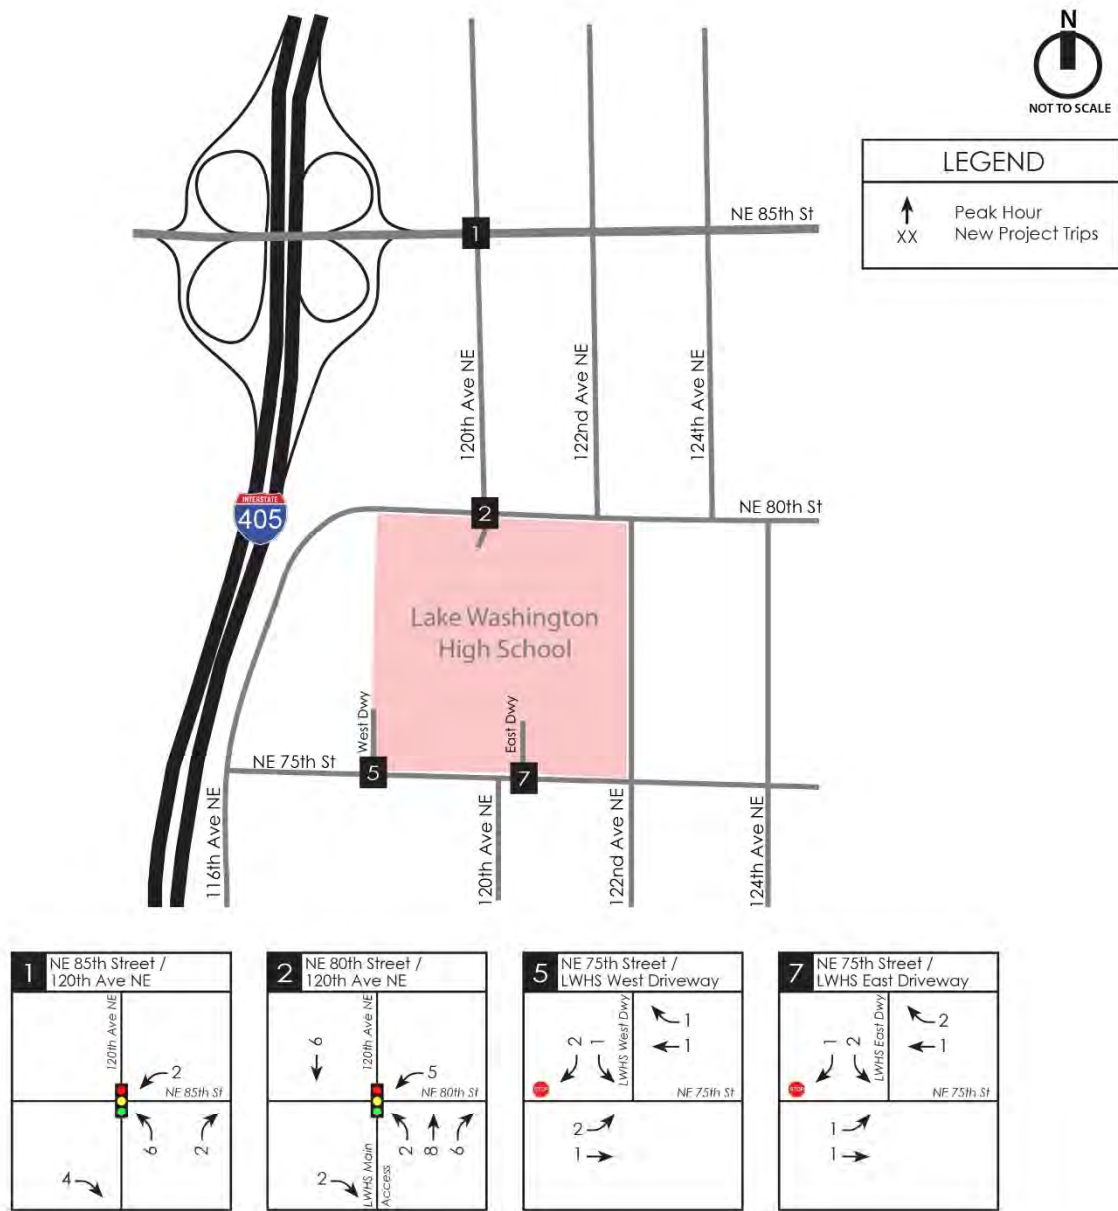 N
NOT TO SCALE
LEGEND
XX
Peak Hour
New Project Trips
NE 85th St
1
120th Ave NE
122nd Ave NE
124th Ave NE
INTERSTATE
405
2
NE 80th St
Lake Washington
High School
West Dwy
East Dwy
NE 75th St
5
7
116th Ave NE
120th Ave NE
122nd Ave NE
124th Ave NE
1
NE 85th Street /
120th Ave NE
120th Ave NE
2
NE 85th St
6
2
4
2
NE 80th Street /
120th Ave NE
6
120th Ave NE
5
NE 80th St
2
8
6
2
LWHS Main
Access
5
NE 75th Street /
LWHS West Driveway
2
1
LWHS West Dwy
1
1
STOP
NE 75th St
2
1
7
NE 75th Street /
LWHS East Driveway
1
2
LWHS East Dwy
2
1
STOP
NE 75th St
1
1